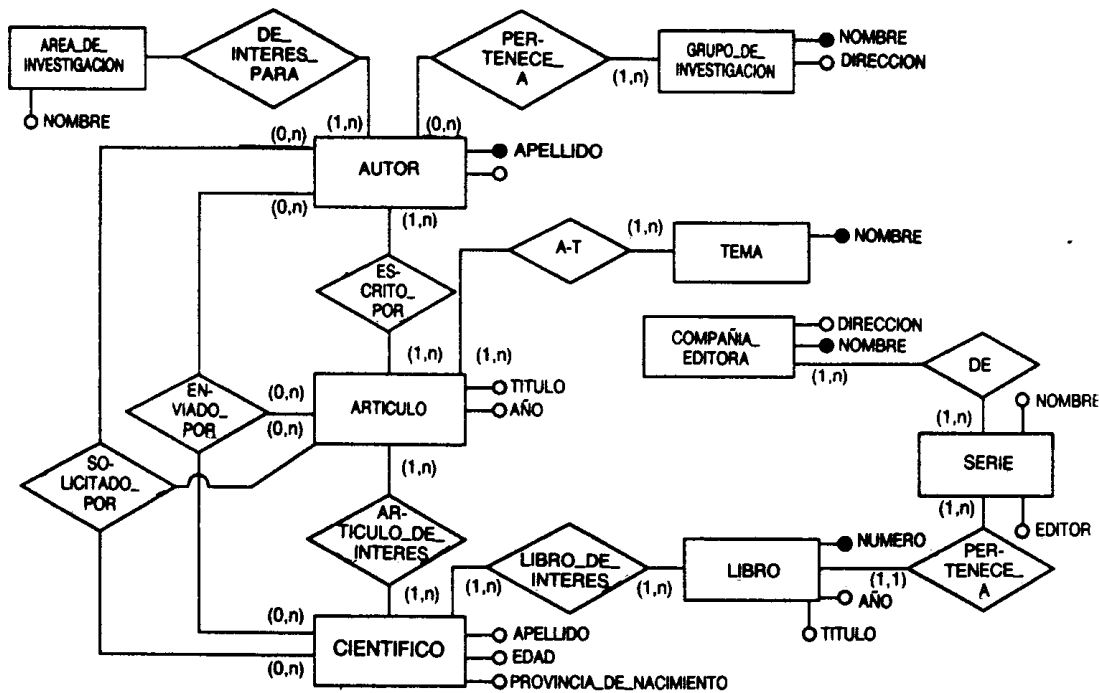 AREA_DE_
INVESTIGACION
NOMBRE
DE_
INTERES_
PARA
PER-
TENECE_
A
(1,n)
GRUPO_DE_
INVESTIGACION
NOMBRE
DIRECCION
(0,n)
(1,n)
(0,n)
AUTOR
APELLIDO
(0,n)
(1,n)
A-T
(1,n)
TEMA
NOMBRE
ES-
CRITO_
POR
COMPAÑIA_
EDITORA
DIRECCION
NOMBRE
(1,n)
DE
(1,n)
(1,n)
EN-
VIADO_
POR
(0,n)
(0,n)
ARTICULO
TITULO
AÑO
NOMBRE
(1,n)
SERIE
(1,n)
EDITOR
SO-
LICITADO_
POR
(1,n)
AR-
TICULO_DE_
INTERES
LIBRO_DE_
INTERES
(1,n)
(1,n)
(1,n)
LIBRO
NUMERO
(1,1)
AÑO
TITULO
PER-
TENECE_
A
(0,n)
(0,n)
CIENTIFICO
APELLIDO
EDAD
PROVINCIA_DE_NACIMIENTO